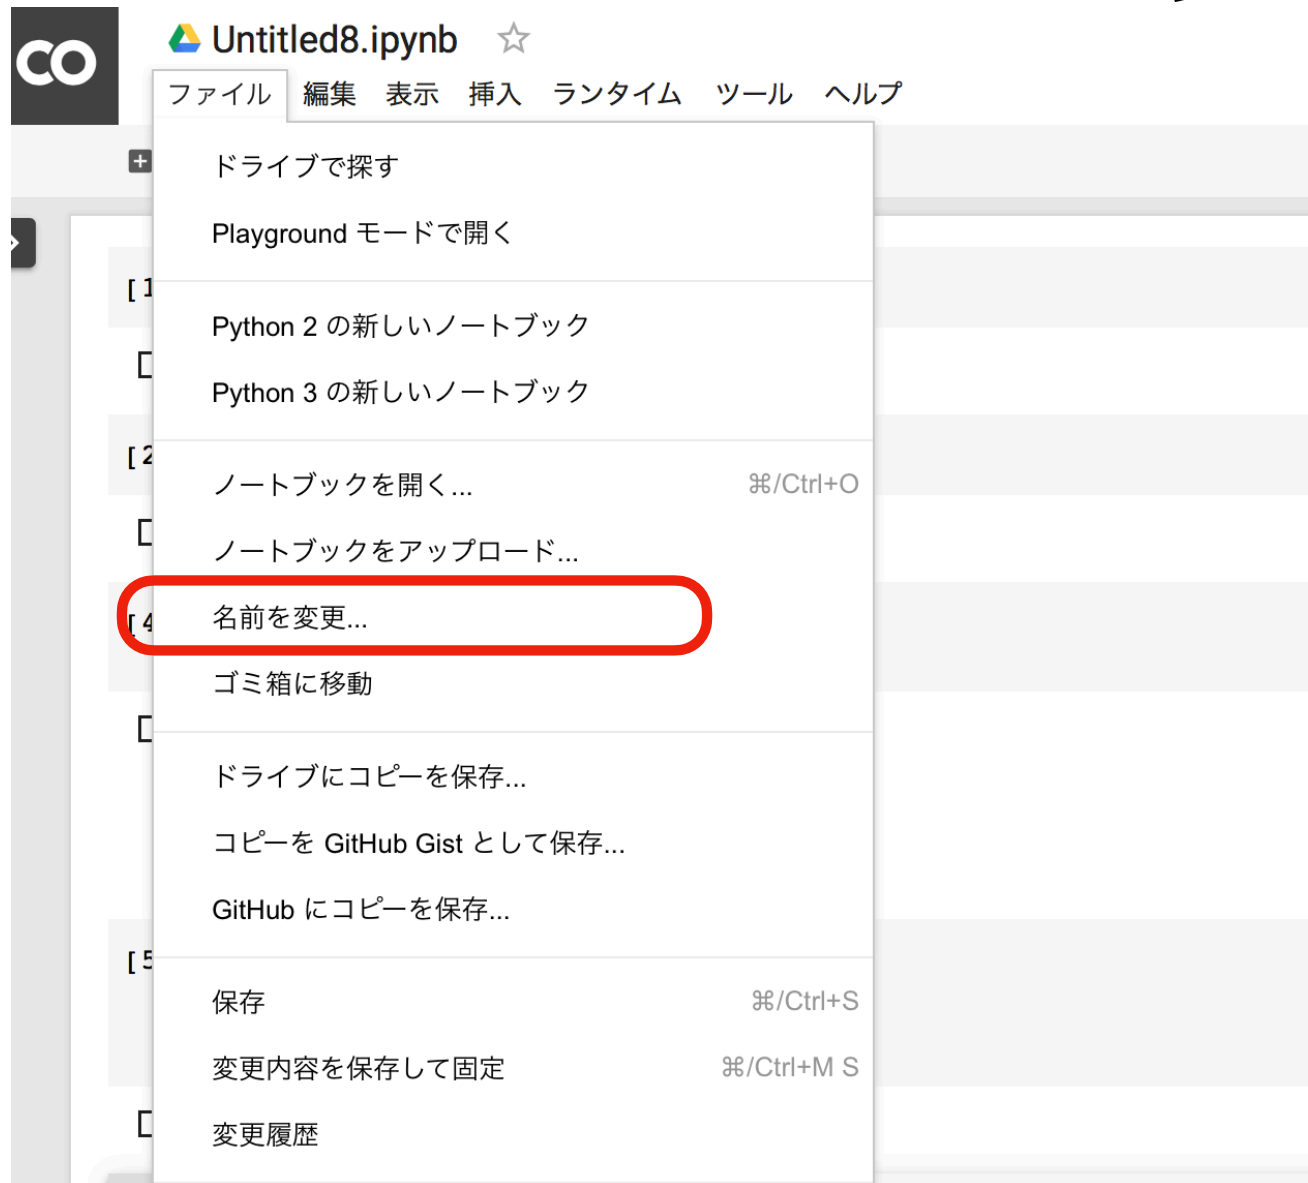 CO
Untitled8.ipynb
ファイル 編集 表示 挿入 ランタイム ツール ヘルプ
ドライブで探す
Playground モードで開く
[1
Python 2 の新しいノートブック
Python 3 の新しいノートブック
[2
ノートブックを開く... ⌘/Ctrl+O
ノートブックをアップロード...
[4
名前を変更...
ゴミ箱に移動
ドライブにコピーを保存...
コピーを GitHub Gist として保存...
GitHub にコピーを保存...
[5
保存 ⌘/Ctrl+S
変更内容を保存して固定 ⌘/Ctrl+M S
変更履歴